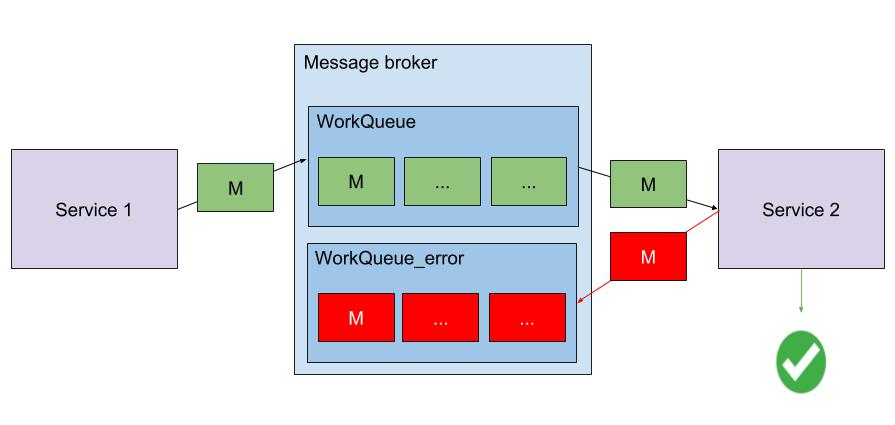 Message broker
WorkQueue
Service 1
M
M
...
...
M
Service 2
WorkQueue_error
M
M
...
...